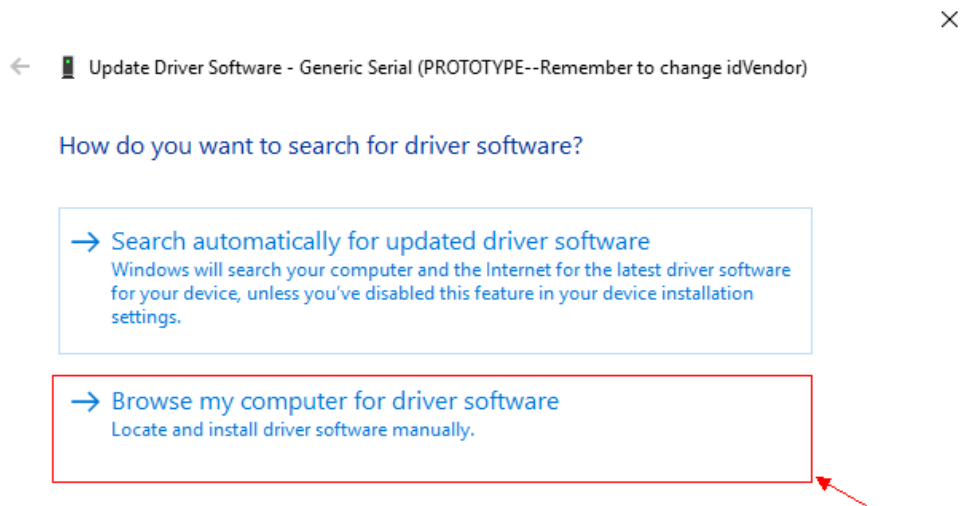 Update Driver Software - Generic Serial (PROTOTYPE--Remember to change idVendor)
How do you want to search for driver software?
Search automatically for updated driver software
Windows will search your computer and the Internet for the latest driver software
for your device, unless you've disabled this feature in your device installation
settings.
Browse my computer for driver software
Locate and install driver software manually.